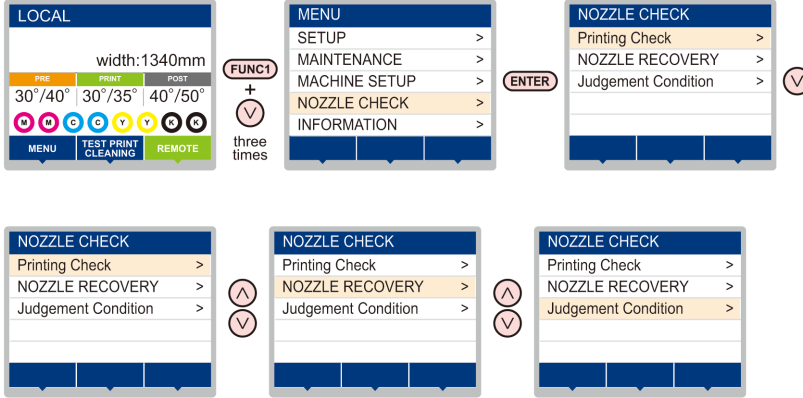 LOCAL
width:1340mm
PRE PRINT POST
30°/40° 30°/35° 40°/50°
M M C C Y Y K K
MENU TEST PRINT CLEANING REMOTE
FUNC1
+
three
times
MENU
SETUP >
MAINTENANCE >
MACHINE SETUP >
NOZZLE CHECK >
INFORMATION >
ENTER
NOZZLE CHECK
Printing Check >
NOZZLE RECOVERY >
Judgement Condition >
NOZZLE CHECK
Printing Check >
NOZZLE RECOVERY >
Judgement Condition >
NOZZLE CHECK
Printing Check >
NOZZLE RECOVERY >
Judgement Condition >
NOZZLE CHECK
Printing Check >
NOZZLE RECOVERY >
Judgement Condition >